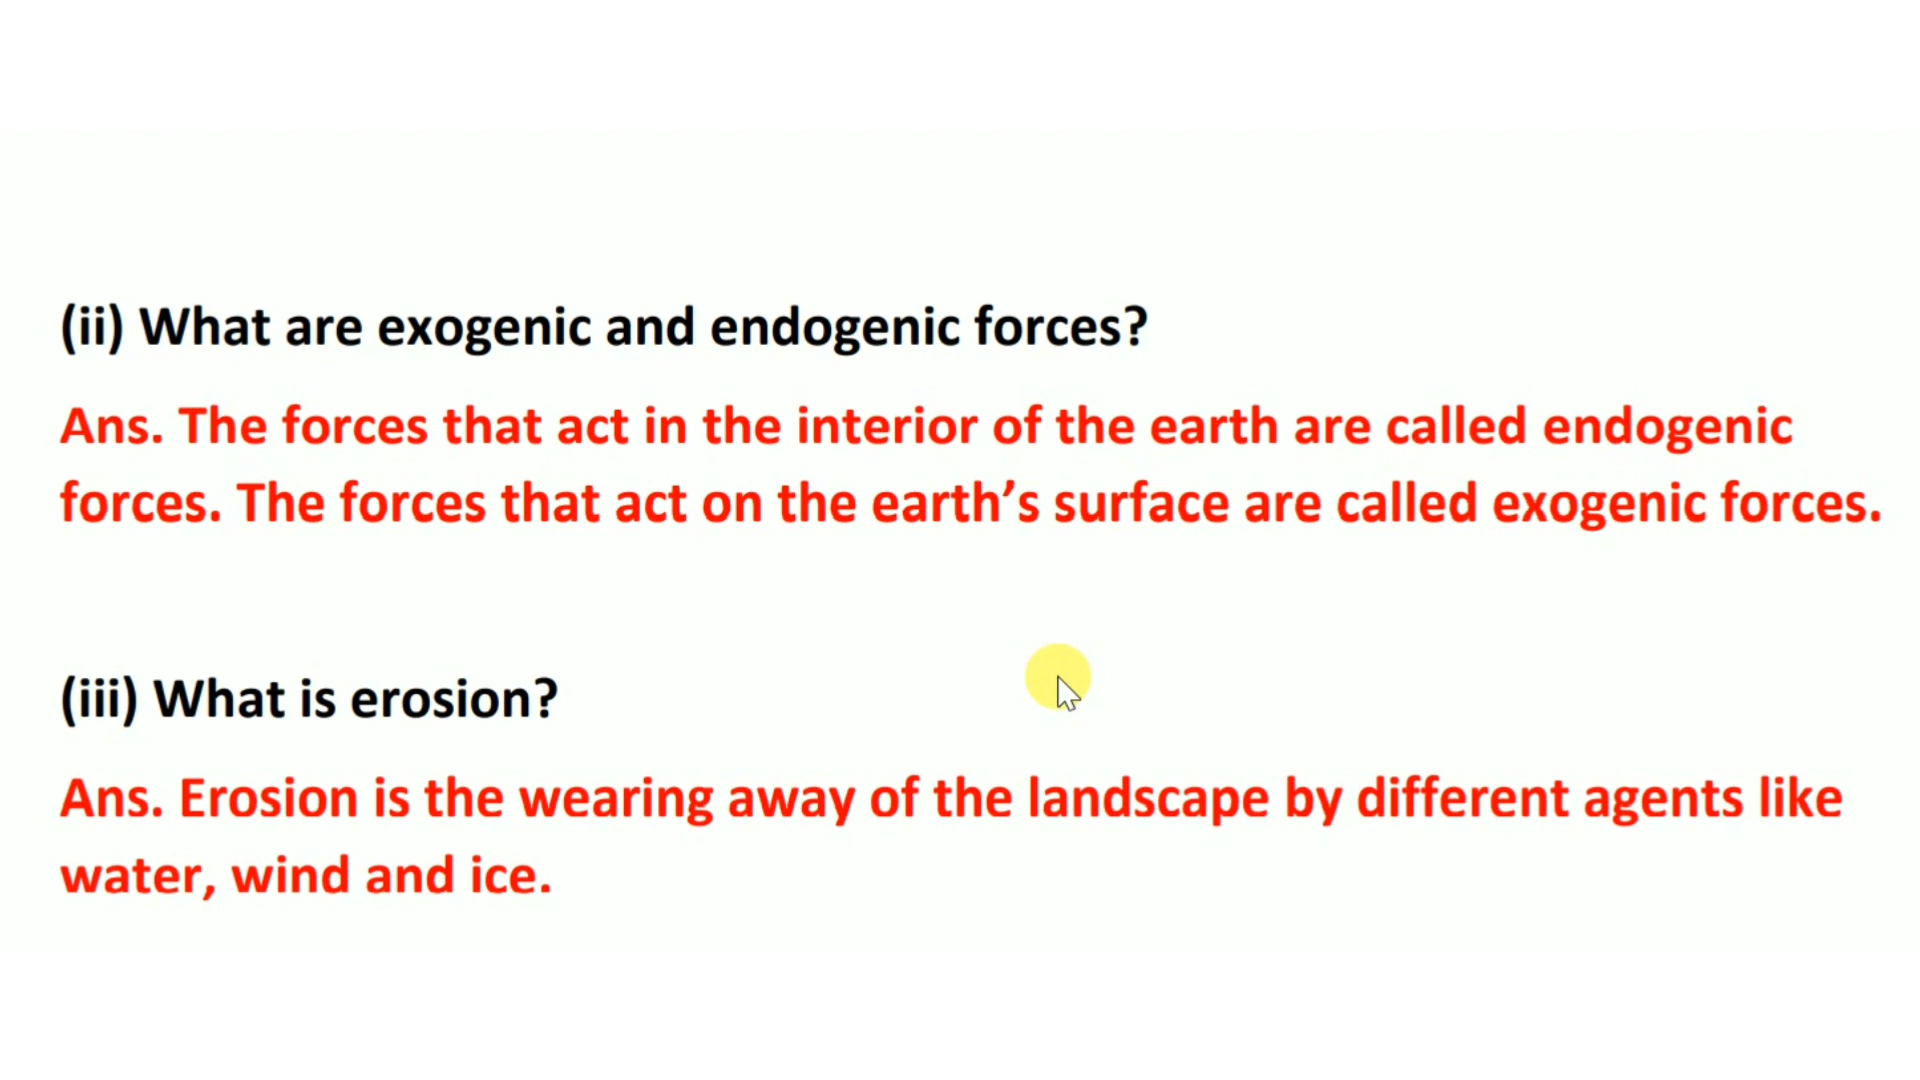 (ii) What are exogenic and endogenic forces?
Ans. The forces that act in the interior of the earth are called endogenic
forces. The forces that act on the earth’s surface are called exogenic forces.
(iii) What is erosion?
Ans. Erosion is the wearing away of the landscape by different agents like
water, wind and ice.